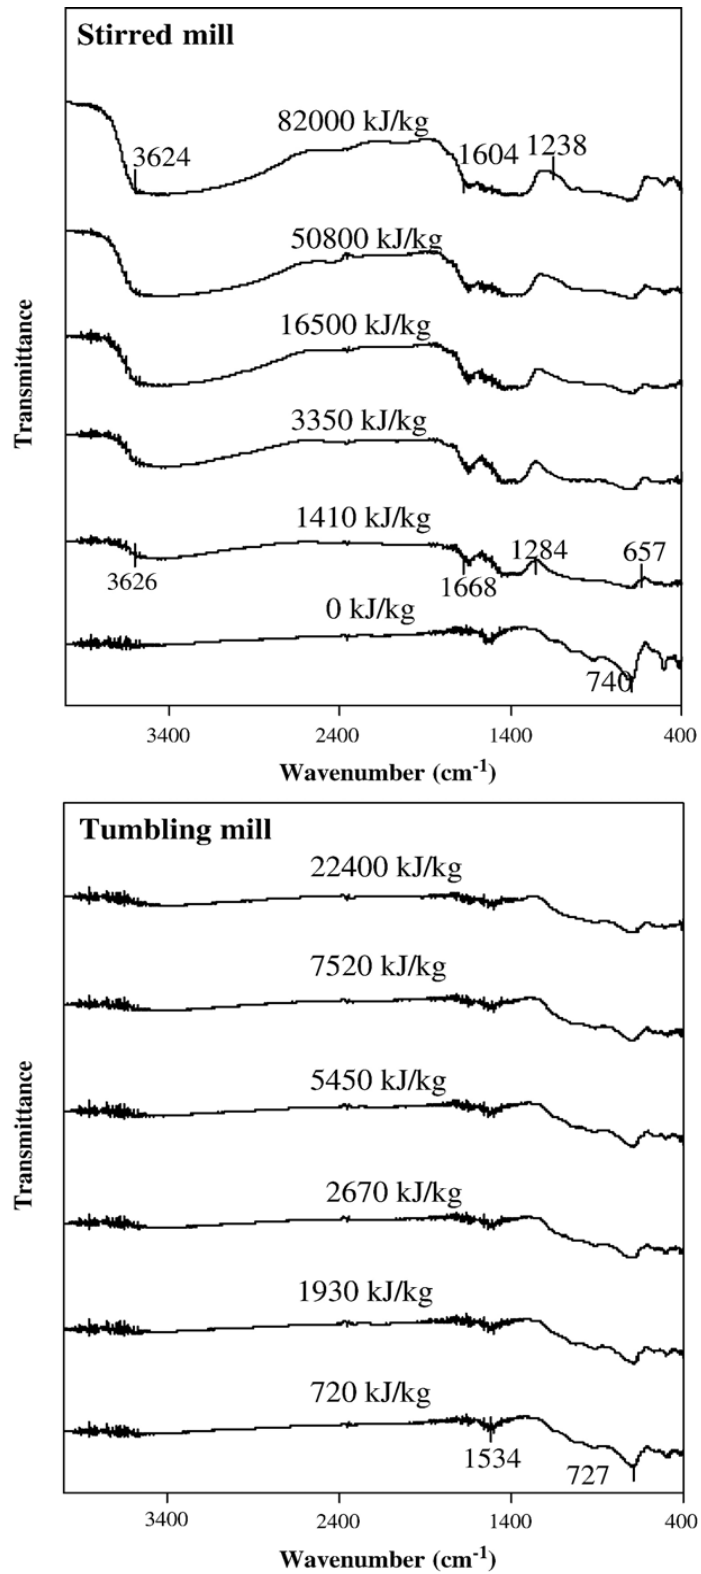 Stirred mill
82000 kJ/kg
3624
1604
1238
50800 kJ/kg
16500 kJ/kg
3350 kJ/kg
1410 kJ/kg
3626
1668
1284
657
0 kJ/kg
740
Transmittance
3400
2400
1400
400
Wavenumber (cm⁻¹)
Tumbling mill
22400 kJ/kg
7520 kJ/kg
5450 kJ/kg
2670 kJ/kg
1930 kJ/kg
720 kJ/kg
1534
727
Transmittance
3400
2400
1400
400
Wavenumber (cm⁻¹)